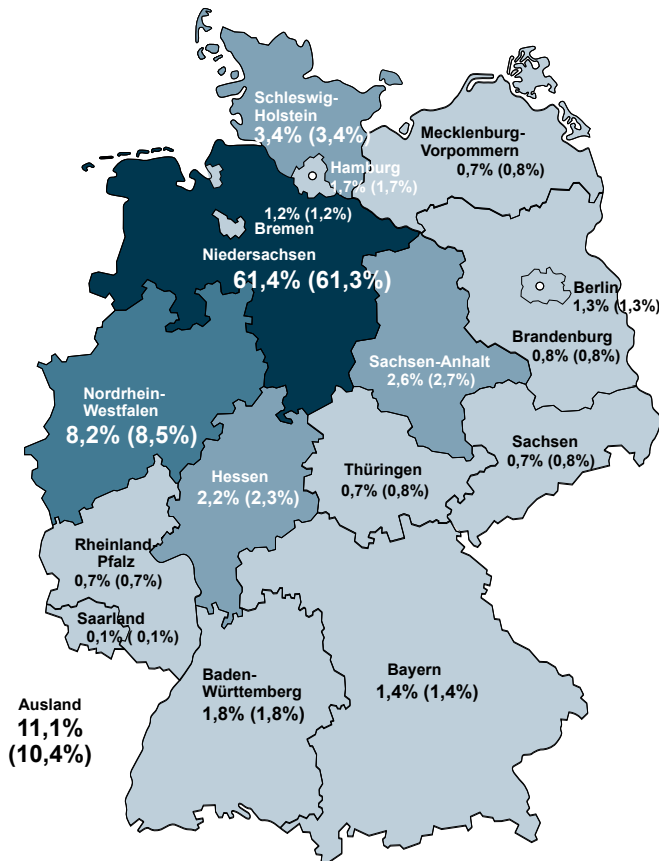 Schleswig-
Holstein
3,4% (3,4%)
Mecklenburg-
Vorpommern
0,7% (0,8%)
Hamburg
1,7% (1,7%)
1,2% (1,2%)
Bremen
Niedersachsen
61,4% (61,3%)
Berlin
1,3% (1,3%)
Brandenburg
0,8% (0,8%)
Sachsen-Anhalt
2,6% (2,7%)
Nordrhein-
Westfalen
8,2% (8,5%)
Sachsen
0,7% (0,8%)
Hessen
2,2% (2,3%)
Thüringen
0,7% (0,8%)
Rheinland
Pfalz
0,7% (0,7%)
Saarland
0,1% ( 0,1%)
Baden-
Württemberg
1,8% (1,8%)
Bayern
1,4% (1,4%)
Ausland
11,1%
(10,4%)